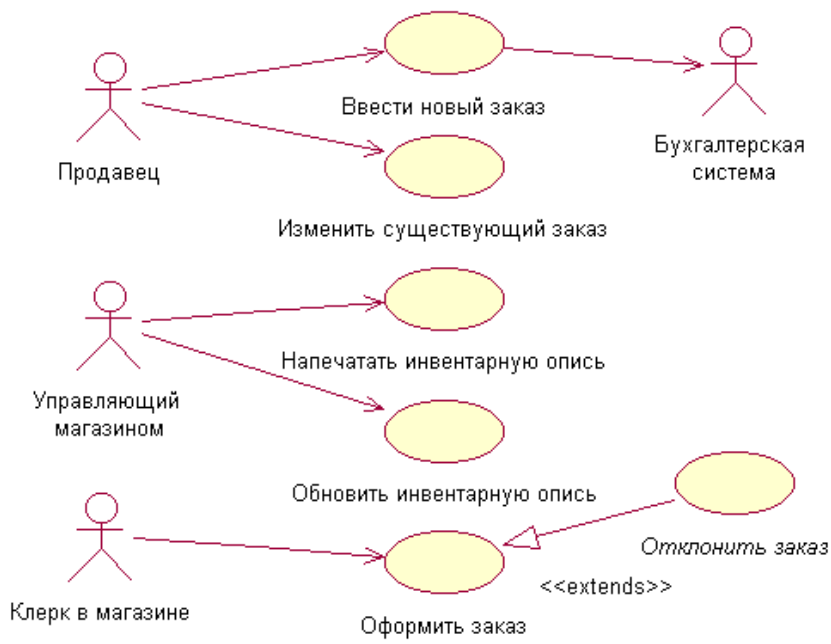 Ввести новый заказ
Продавец
Бухгалтерская
система
Изменить существующий заказ
Напечатать инвентарную опись
Управляющий
магазином
Обновить инвентарную опись
Отклонить заказ
<<extends>>
Клерк в магазине
Оформить заказ